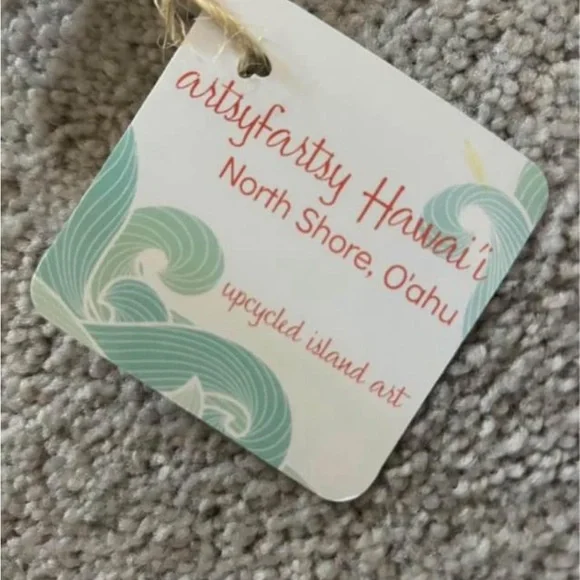 artsyfartsy Hawai'i
North Shore, O'ahu
upcycled island art